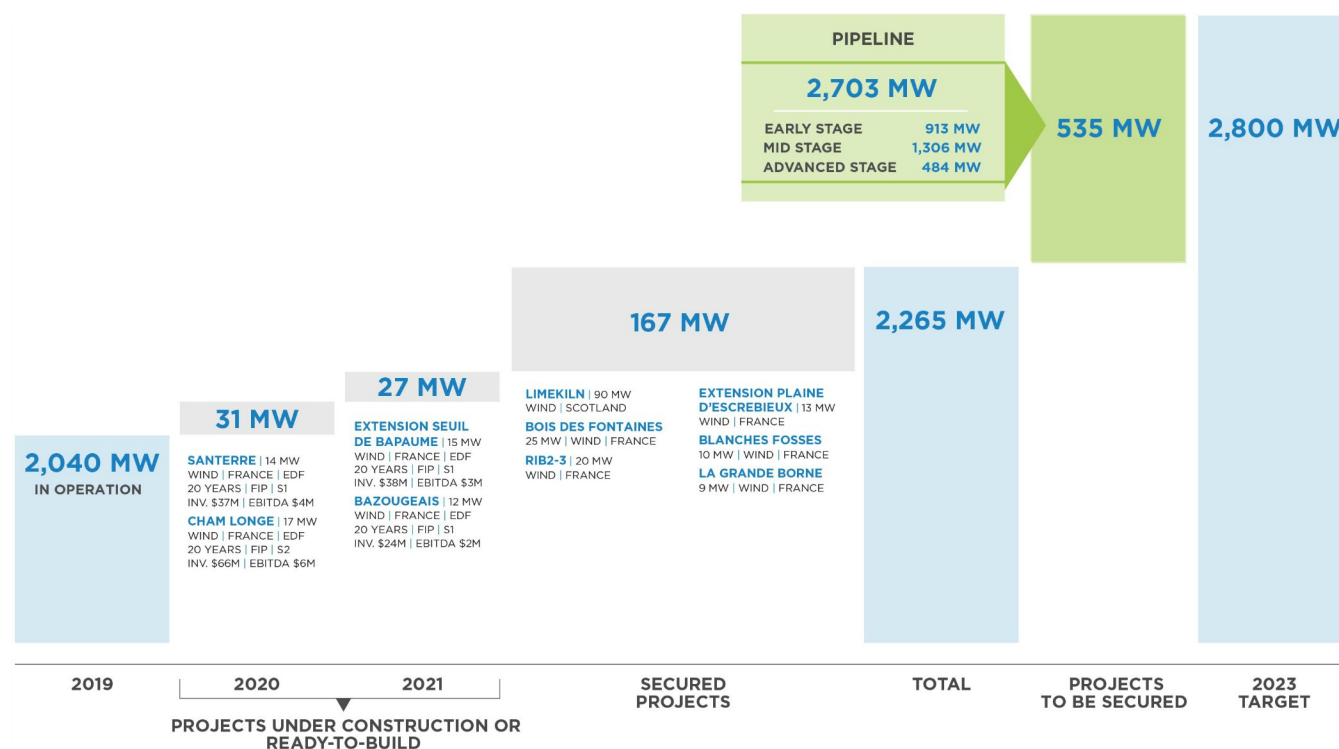 PIPELINE
2,703 MW
EARLY STAGE 913 MW
MID STAGE 1,306 MW
ADVANCED STAGE 484 MW
535 MW
2,800 MW
2,040 MW
IN OPERATION
31 MW
SANTERRE | 14 MW
WIND | FRANCE | EDF
20 YEARS | FIP | S1
INV. $37M | EBITDA $4M
CHAM LONGE | 17 MW
WIND | FRANCE | EDF
20 YEARS | FIP | S2
INV. $66M | EBITDA $6M
27 MW
EXTENSION SEUIL
DE BAPAUME | 15 MW
WIND | FRANCE | EDF
20 YEARS | FIP | S1
INV. $38M | EBITDA $3M
BAZOUGEAIS | 12 MW
WIND | FRANCE | EDF
20 YEARS | FIP | S1
INV. $24M | EBITDA $2M
167 MW
LIMEKILN | 90 MW
WIND | SCOTLAND
BOIS DES FONTAINES
25 MW | WIND | FRANCE
RIB2-3 | 20 MW
WIND | FRANCE
EXTENSION PLAINE
D'ESCREBIEUX | 13 MW
WIND | FRANCE
BLANCHES FOSSES
10 MW | WIND | FRANCE
LA GRANDE BORNE
9 MW | WIND | FRANCE
2,265 MW
2019
2020
2021
PROJECTS UNDER CONSTRUCTION OR
READY-TO-BUILD
SECURED
PROJECTS
TOTAL
PROJECTS
TO BE SECURED
2023
TARGET